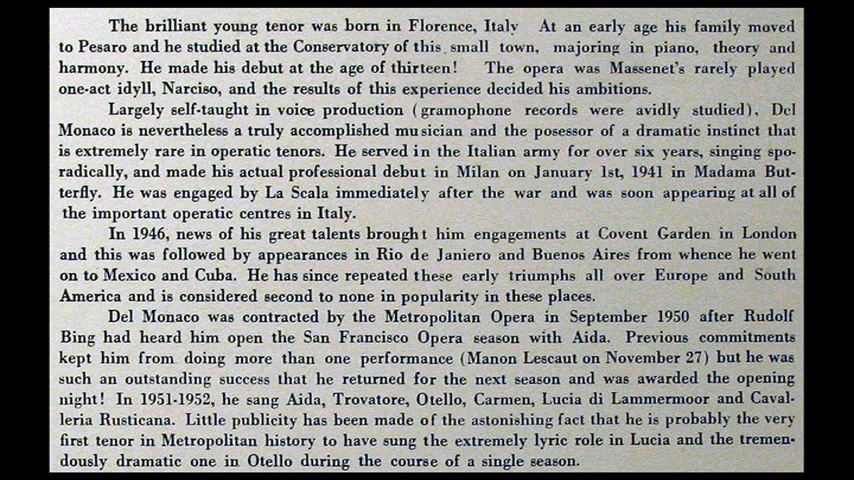 The brilliant young tenor was born in Florence, Italy At an early age his family moved
to Pesaro and he studied at the Conservatory of this small town, majoring in piano, theory and
harmony. He made his debut at the age of thirteen! The opera was Massenet's rarely played
one-act idyll, Narciso, and the results of this experience decided his ambitions.
Largely self-taught in voice production (gramophone records were avidly studied), Del
Monaco is nevertheless a truly accomplished musician and the posessor of a dramatic instinct that
is extremely rare in operatic tenors. He served in the Italian army for over six years, singing spo-
radically, and made his actual professional debut in Milan on January 1st, 1941 in Madama But-
terfly. He was engaged by La Scala immediately after the war and was soon appearing at all of
the important operatic centres in Italy.
In 1946, news of his great talents brought him engagements at Covent Garden in London
and this was followed by appearances in Rio de Janiero and Buenos Aires from whence he went
on to Mexico and Cuba. He has since repeated these early triumphs all over Europe and South
America and is considered second to none in popularity in these places.
Del Monaco was contracted by the Metropolitan Opera in September 1950 after Rudolf
Bing had heard him open the San Francisco Opera season with Aida. Previous commitments
kept him from doing more than one performance (Manon Lescaut on November 27) but he was
such an outstanding success that he returned for the next season and was awarded the opening
night! In 1951-1952, he sang Aida, Trovatore, Otello, Carmen, Lucia di Lammermoor and Caval-
leria Rusticana. Little publicity has been made of the astonishing fact that he is probably the very
first tenor in Metropolitan history to have sung the extremely lyric role in Lucia and the tremen-
dously dramatic one in Otello during the course of a single season.